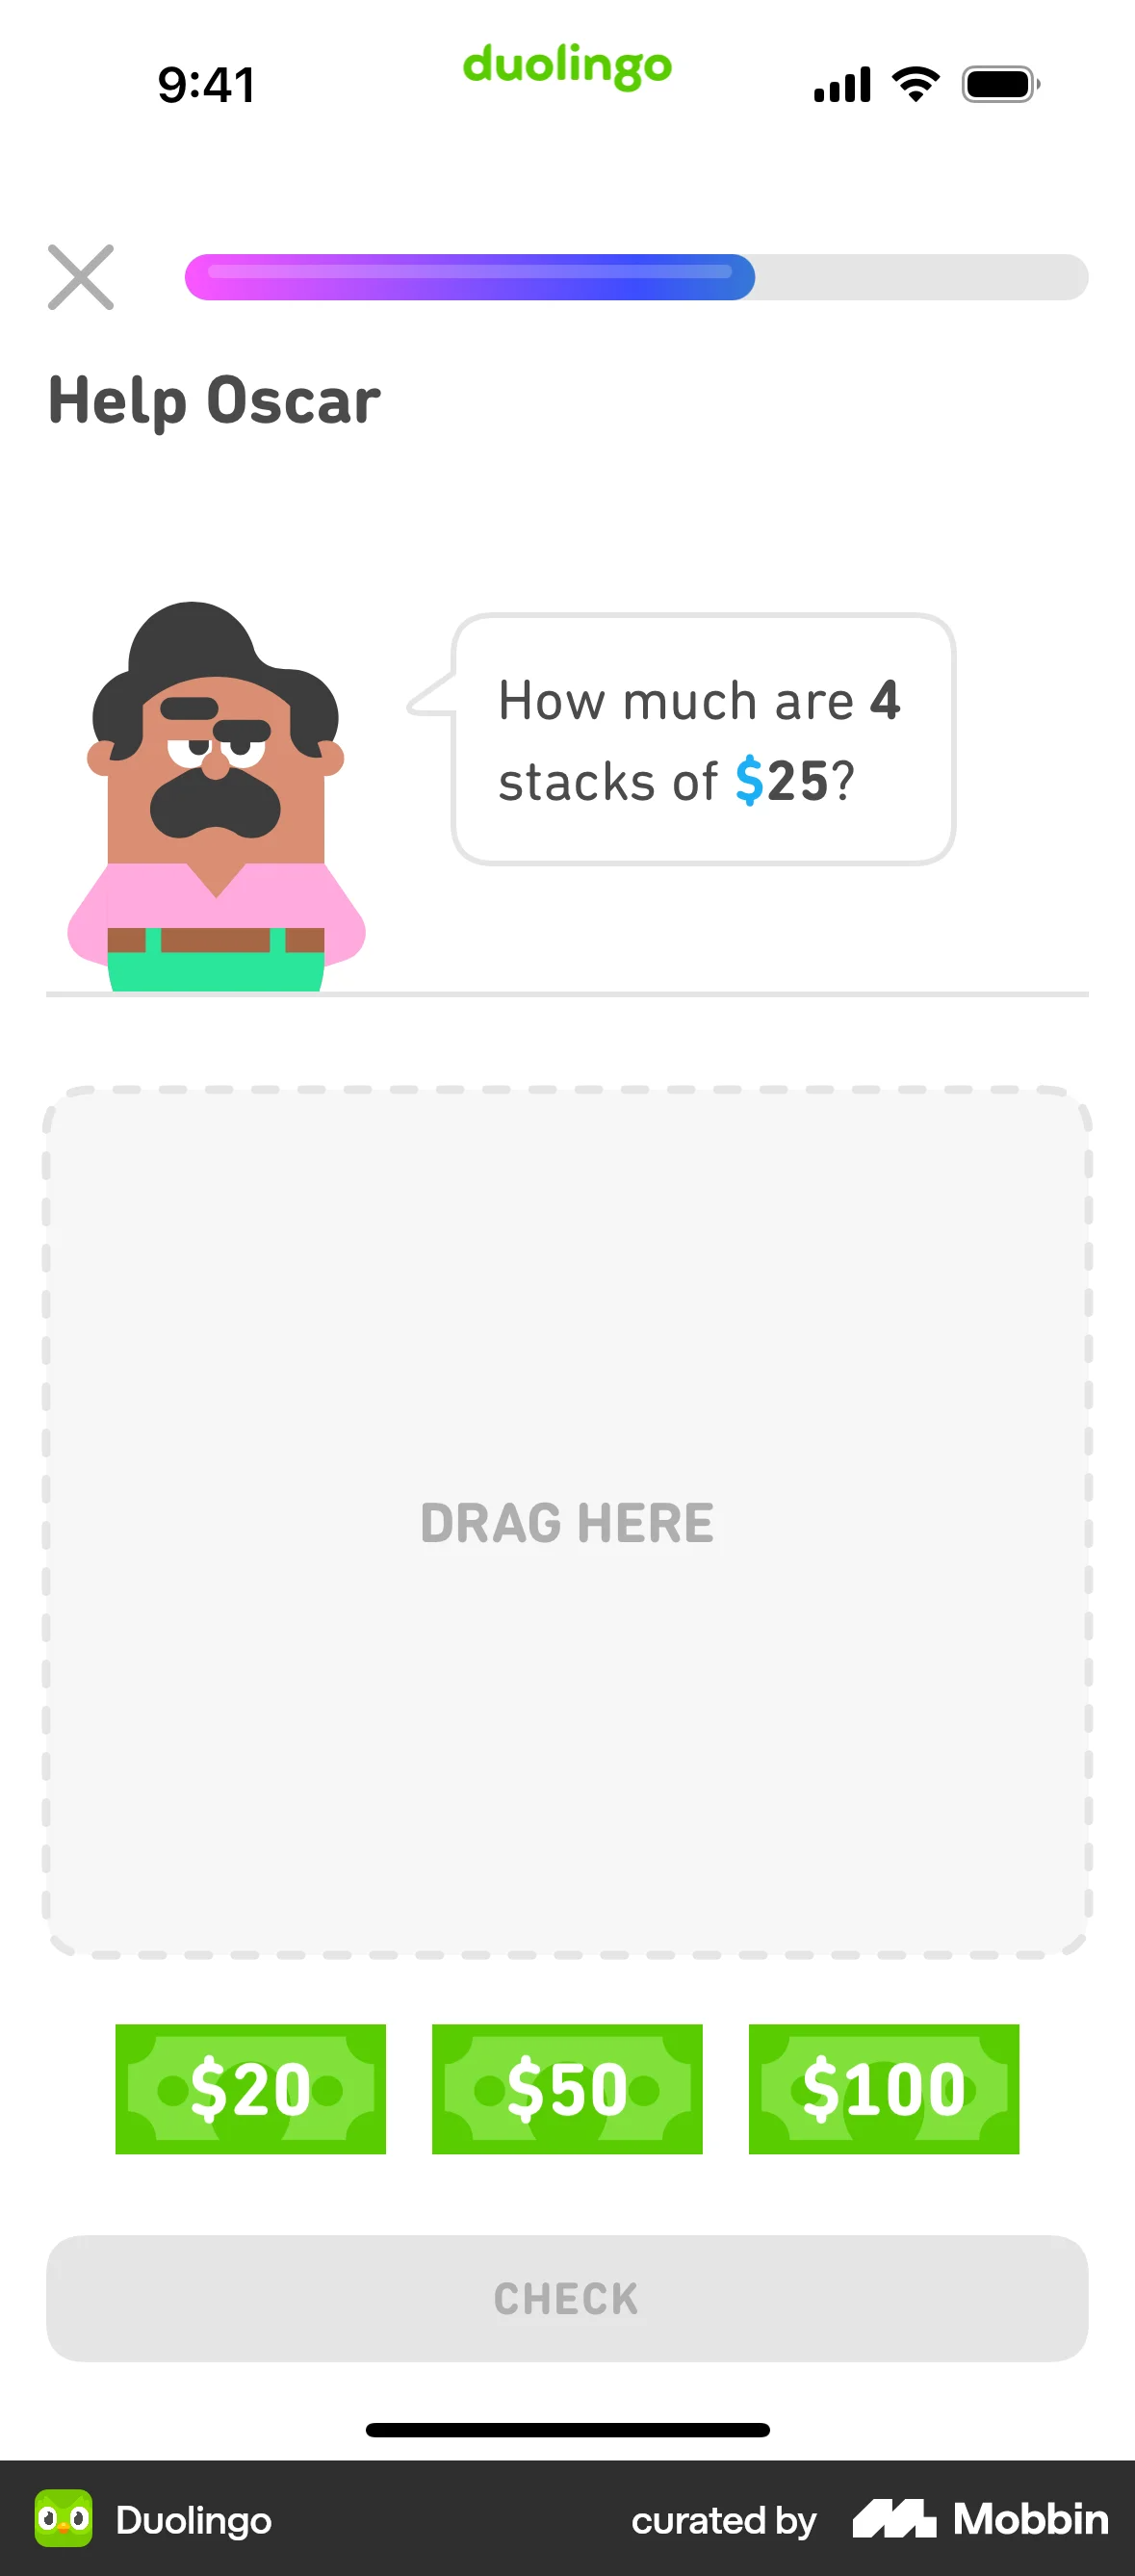 9:41
duolingo
Help Oscar
How much are 4
stacks of $25?
DRAG HERE
$20 $50 $100
CHECK
Duolingo
curated by Mobbin